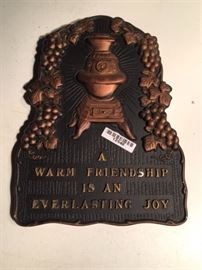 A
WARM FRIENDSHIP
IS AN
EVERLASTING JOY